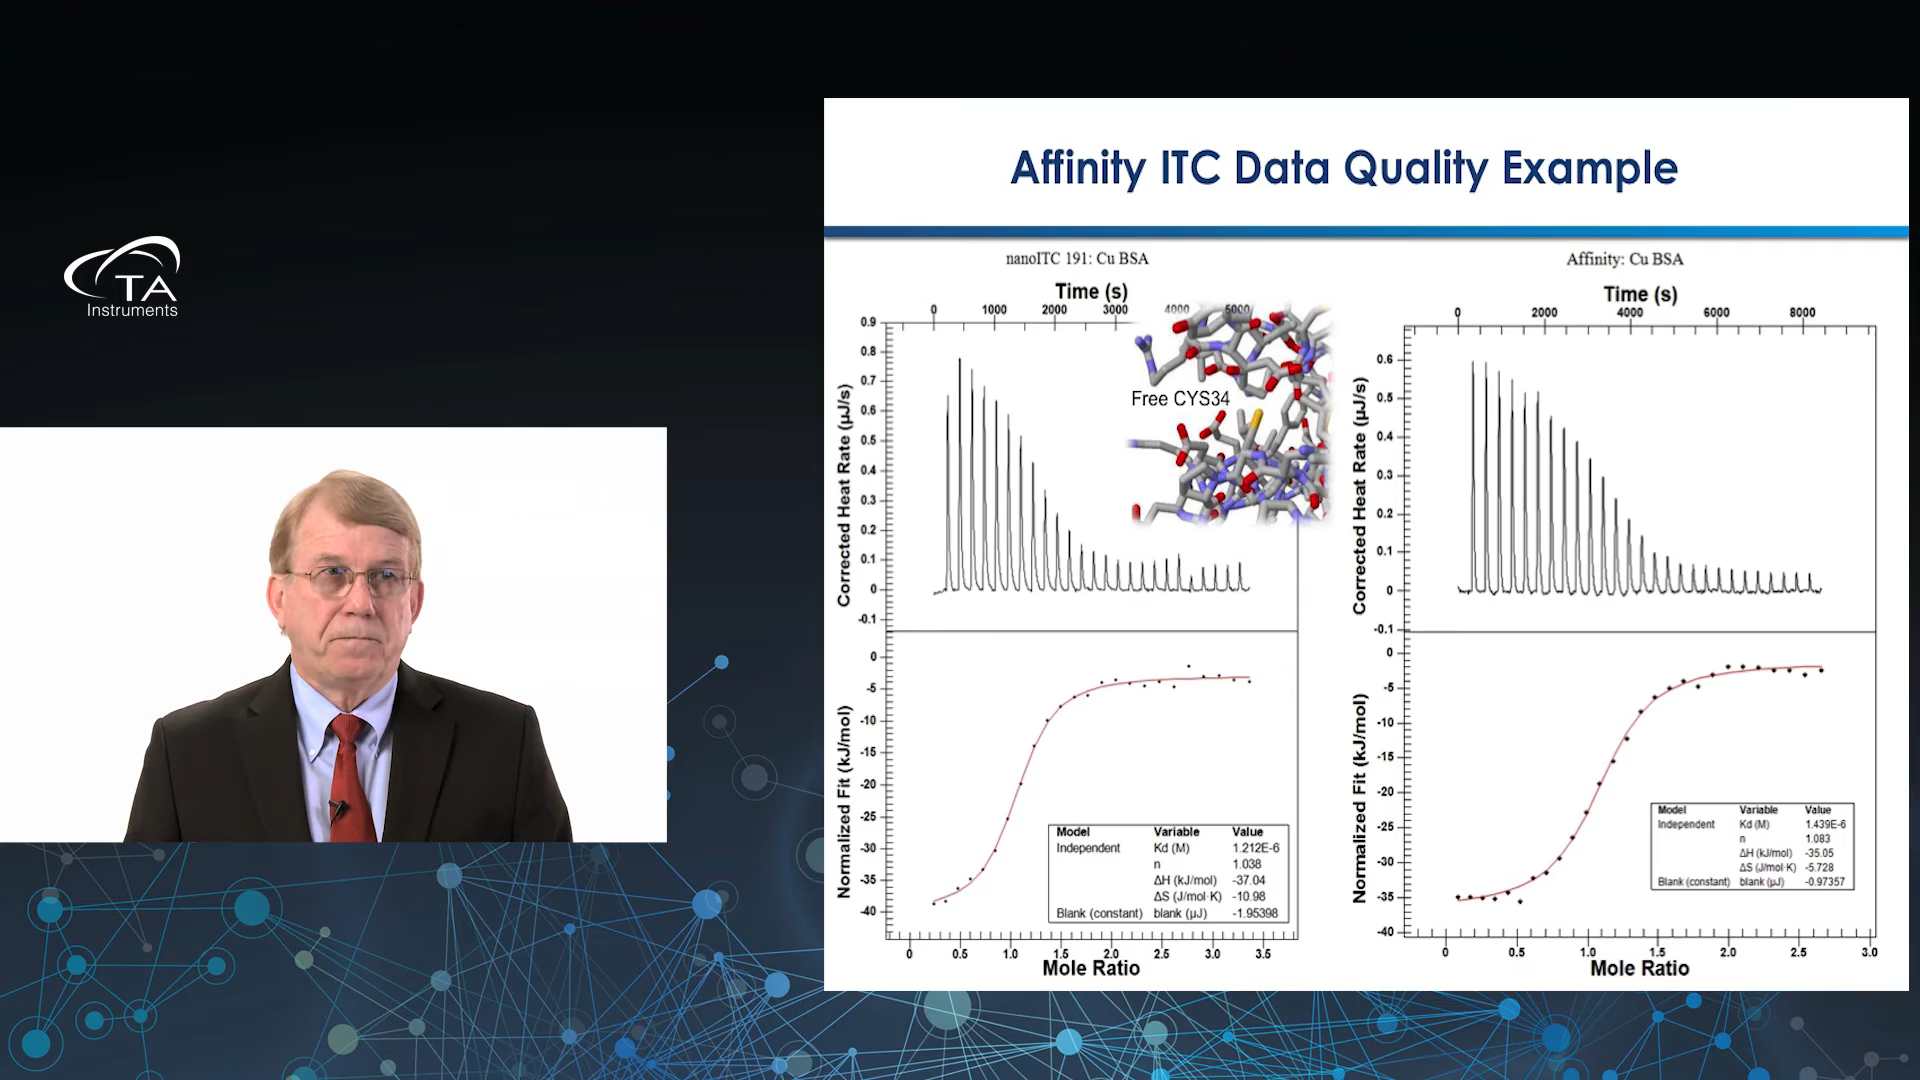 TA
Instruments
Affinity ITC Data Quality Example
nanoITC 191: Cu BSA
Time (s)
0 1000 2000 3000 4000 5000
0.9
0.8
0.7
0.6
0.5
0.4
0.3
0.2
0.1
0
-0.1
Corrected Heat Rate (µJ/s)
Free CYS34
0
-5
-10
-15
-20
-25
-30
-35
-40
Normalized Fit (kJ/mol)
Model Variable Value
Independent Kd (M) 1.212E-6
n 1.038
ΔH (kJ/mol) -37.04
ΔS (J/mol·K) -10.98
Blank (constant) blank (µJ) -1.95398
0 0.5 1.0 1.5 2.0 2.5 3.0 3.5
Mole Ratio
Affinity: Cu BSA
Time (s)
0 2000 4000 6000 8000
0.6
0.5
0.4
0.3
0.2
0.1
0
-0.1
Corrected Heat Rate (µJ/s)
0
-5
-10
-15
-20
-25
-30
-35
-40
Normalized Fit (kJ/mol)
Model Variable Value
Independent Kd (M) 1.439E-6
n 1.083
ΔH (kJ/mol) -35.05
ΔS (J/mol·K) -5.728
Blank (constant) blank (µJ) -0.97357
0 0.5 1.0 1.5 2.0 2.5 3.0
Mole Ratio